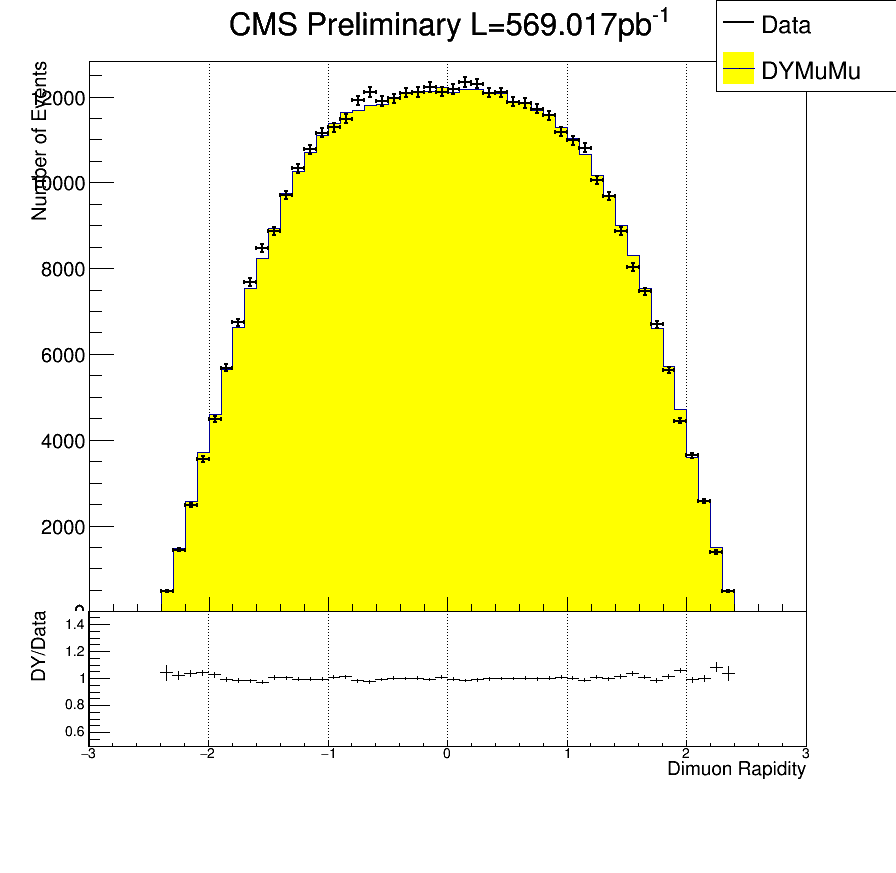 CMS Preliminary L=569.017pb-1
Data
DYMuMu
Number of Events
12000
10000
8000
6000
4000
2000
0
DY/Data
1.4
1.2
1
0.8
0.6
−3 −2 −1 0 1 2 3
Dimuon Rapidity